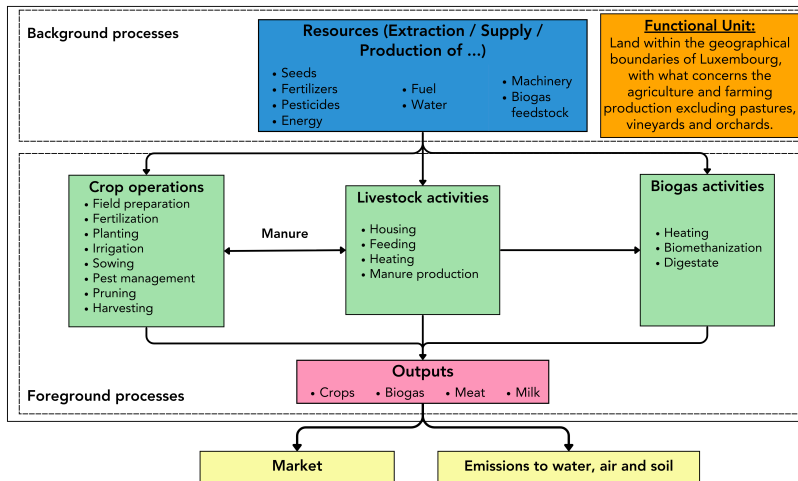 Background processes
Resources (Extraction / Supply /
Production of ...)
• Seeds
• Fertilizers
• Pesticides
• Energy
• Fuel
• Water
• Machinery
• Biogas
feedstock
Functional Unit:
Land within the geographical
boundaries of Luxembourg,
with what concerns the
agriculture and farming
production excluding pastures,
vineyards and orchards.
Crop operations
• Field preparation
• Fertilization
• Planting
• Irrigation
• Sowing
• Pest management
• Pruning
• Harvesting
Manure
Livestock activities
• Housing
• Feeding
• Heating
• Manure production
Biogas activities
• Heating
• Biomethanization
• Digestate
Outputs
• Crops • Biogas • Meat • Milk
Foreground processes
Market
Emissions to water, air and soil